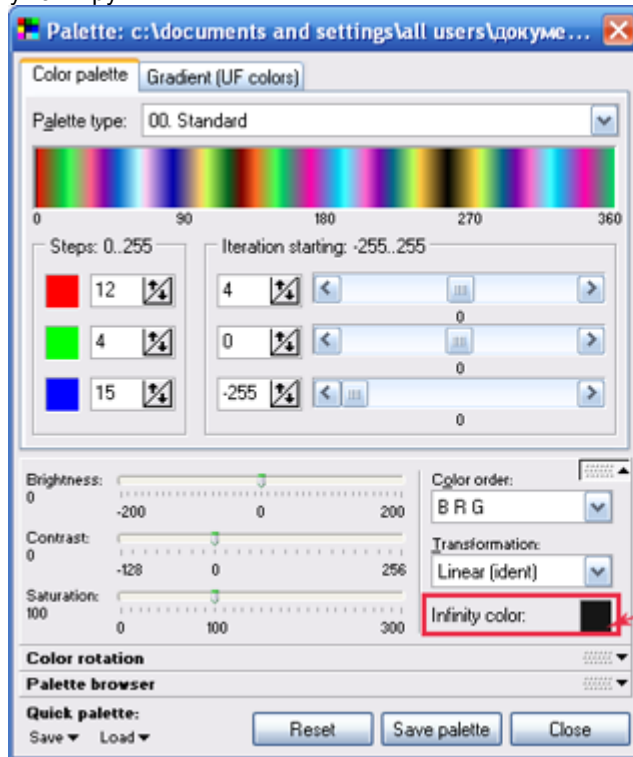 Palette: c:\documents and settings\all users\докуме...
Color palette Gradient (UF colors)
Palette type: 00. Standard
0 90 180 270 360
Steps: 0..255 Iteration starting: -255..255
12 4
0
4 0
0
15 -255
0
Brightness:
0
-200 0 200
Color order:
B R G
Contrast:
0
-128 0 256
Transformation:
Linear (ident)
Saturation:
100
0 100 300
Infinity color:
Color rotation
Palette browser
Quick palette:
Save Load
Reset Save palette Close